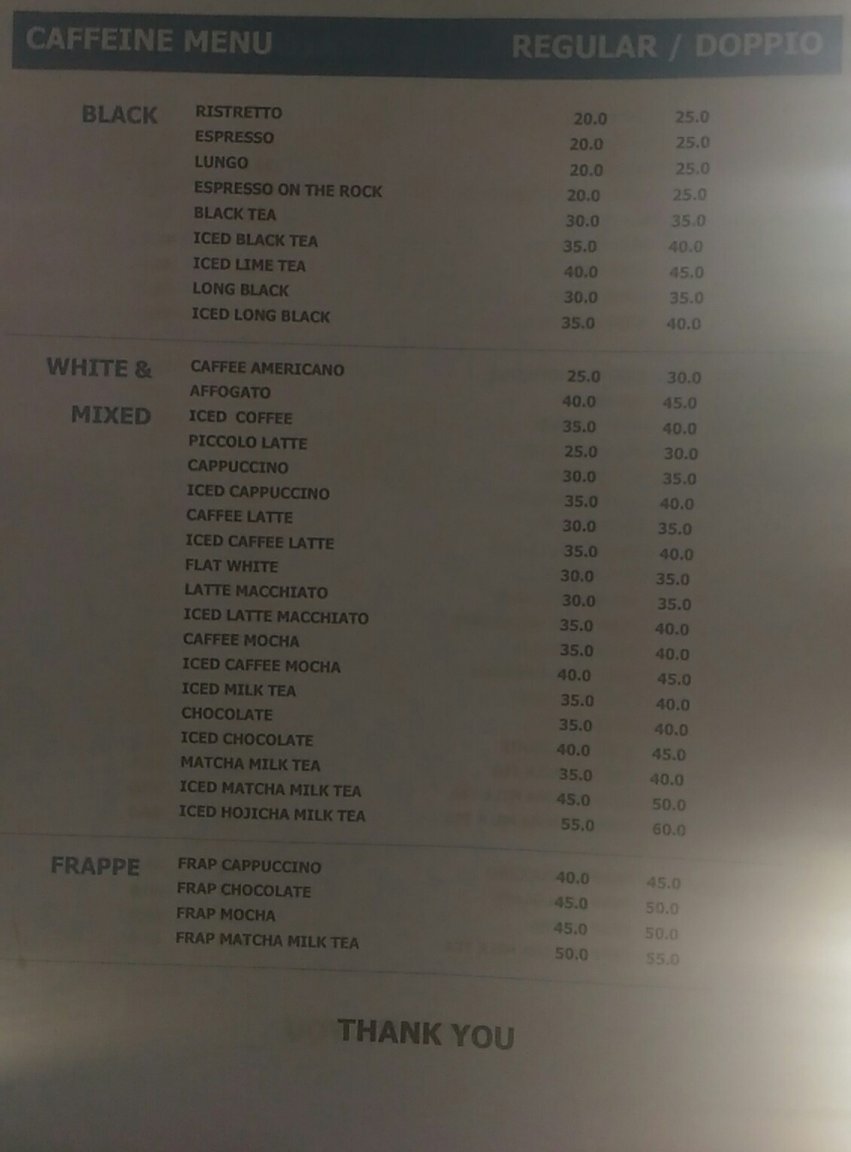 CAFFEINE MENU REGULAR / DOPPIO
BLACK RISTRETTO 20.0 25.0
ESPRESSO 20.0 25.0
LUNGO 20.0 25.0
ESPRESSO ON THE ROCK 20.0 25.0
BLACK TEA 30.0 35.0
ICED BLACK TEA 35.0 40.0
ICED LIME TEA 40.0 45.0
LONG BLACK 30.0 35.0
ICED LONG BLACK 35.0 40.0
WHITE & CAFFEE AMERICANO 25.0 30.0
AFFOGATO 40.0 45.0
MIXED ICED COFFEE 35.0 40.0
PICCOLO LATTE 25.0 30.0
CAPPUCCINO 30.0 35.0
ICED CAPPUCCINO 35.0 40.0
CAFFEE LATTE 30.0 35.0
ICED CAFFEE LATTE 35.0 40.0
FLAT WHITE 30.0 35.0
LATTE MACCHIATO 30.0 35.0
ICED LATTE MACCHIATO 35.0 40.0
CAFFEE MOCHA 35.0 40.0
ICED CAFFEE MOCHA 40.0 45.0
ICED MILK TEA 35.0 40.0
CHOCOLATE 35.0 40.0
ICED CHOCOLATE 40.0 45.0
MATCHA MILK TEA 35.0 40.0
ICED MATCHA MILK TEA 45.0 50.0
ICED HOJICHA MILK TEA 55.0 60.0
FRAPPE FRAP CAPPUCCINO 40.0 45.0
FRAP CHOCOLATE 45.0 50.0
FRAP MOCHA 45.0 50.0
FRAP MATCHA MILK TEA 50.0 55.0
THANK YOU